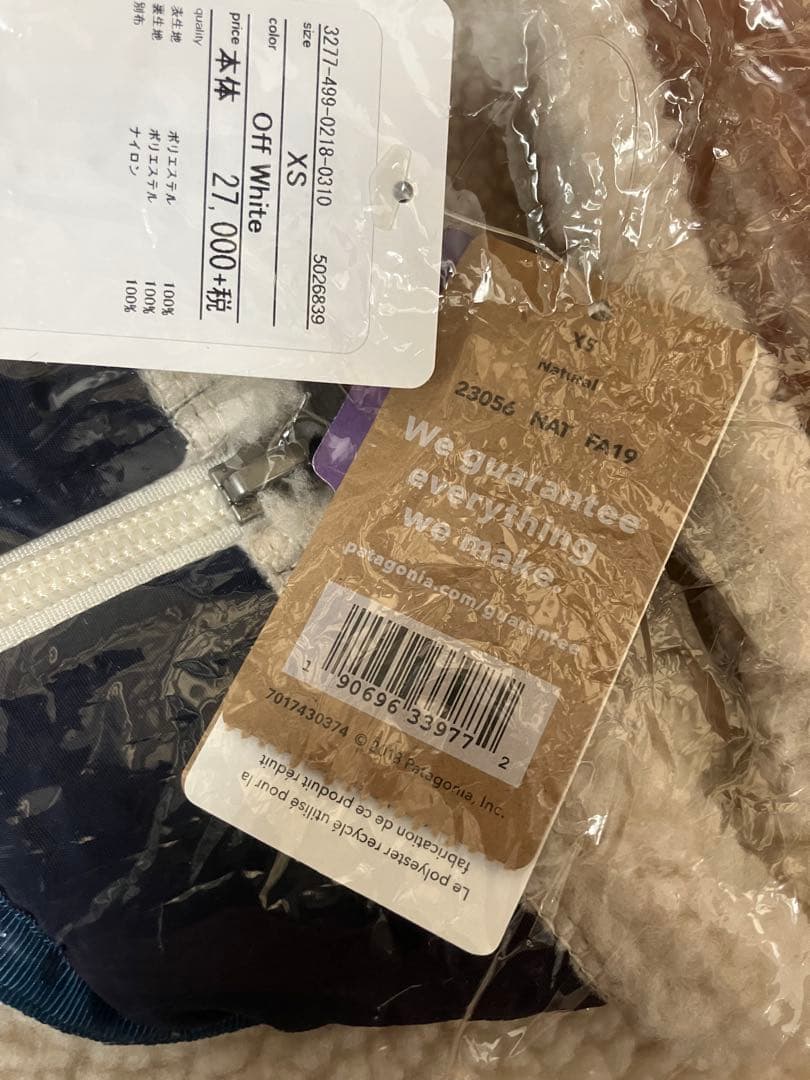 3277-499-0218-0310 5026839
size XS
color Off White
price 本体 27,000+税
quality
表生地 ポリエステル 100%
裏生地 ポリエステル 100%
別布 ナイロン 100%
XS
Natural
23056 NAT FA19
We guarantee
everything
we make.
patagonia.com/guarantee
1 90696 33977 2
7017430374 © 2018 Patagonia, Inc.
Le polyester recyclé utilisé pour la
fabrication de ce produit réduit